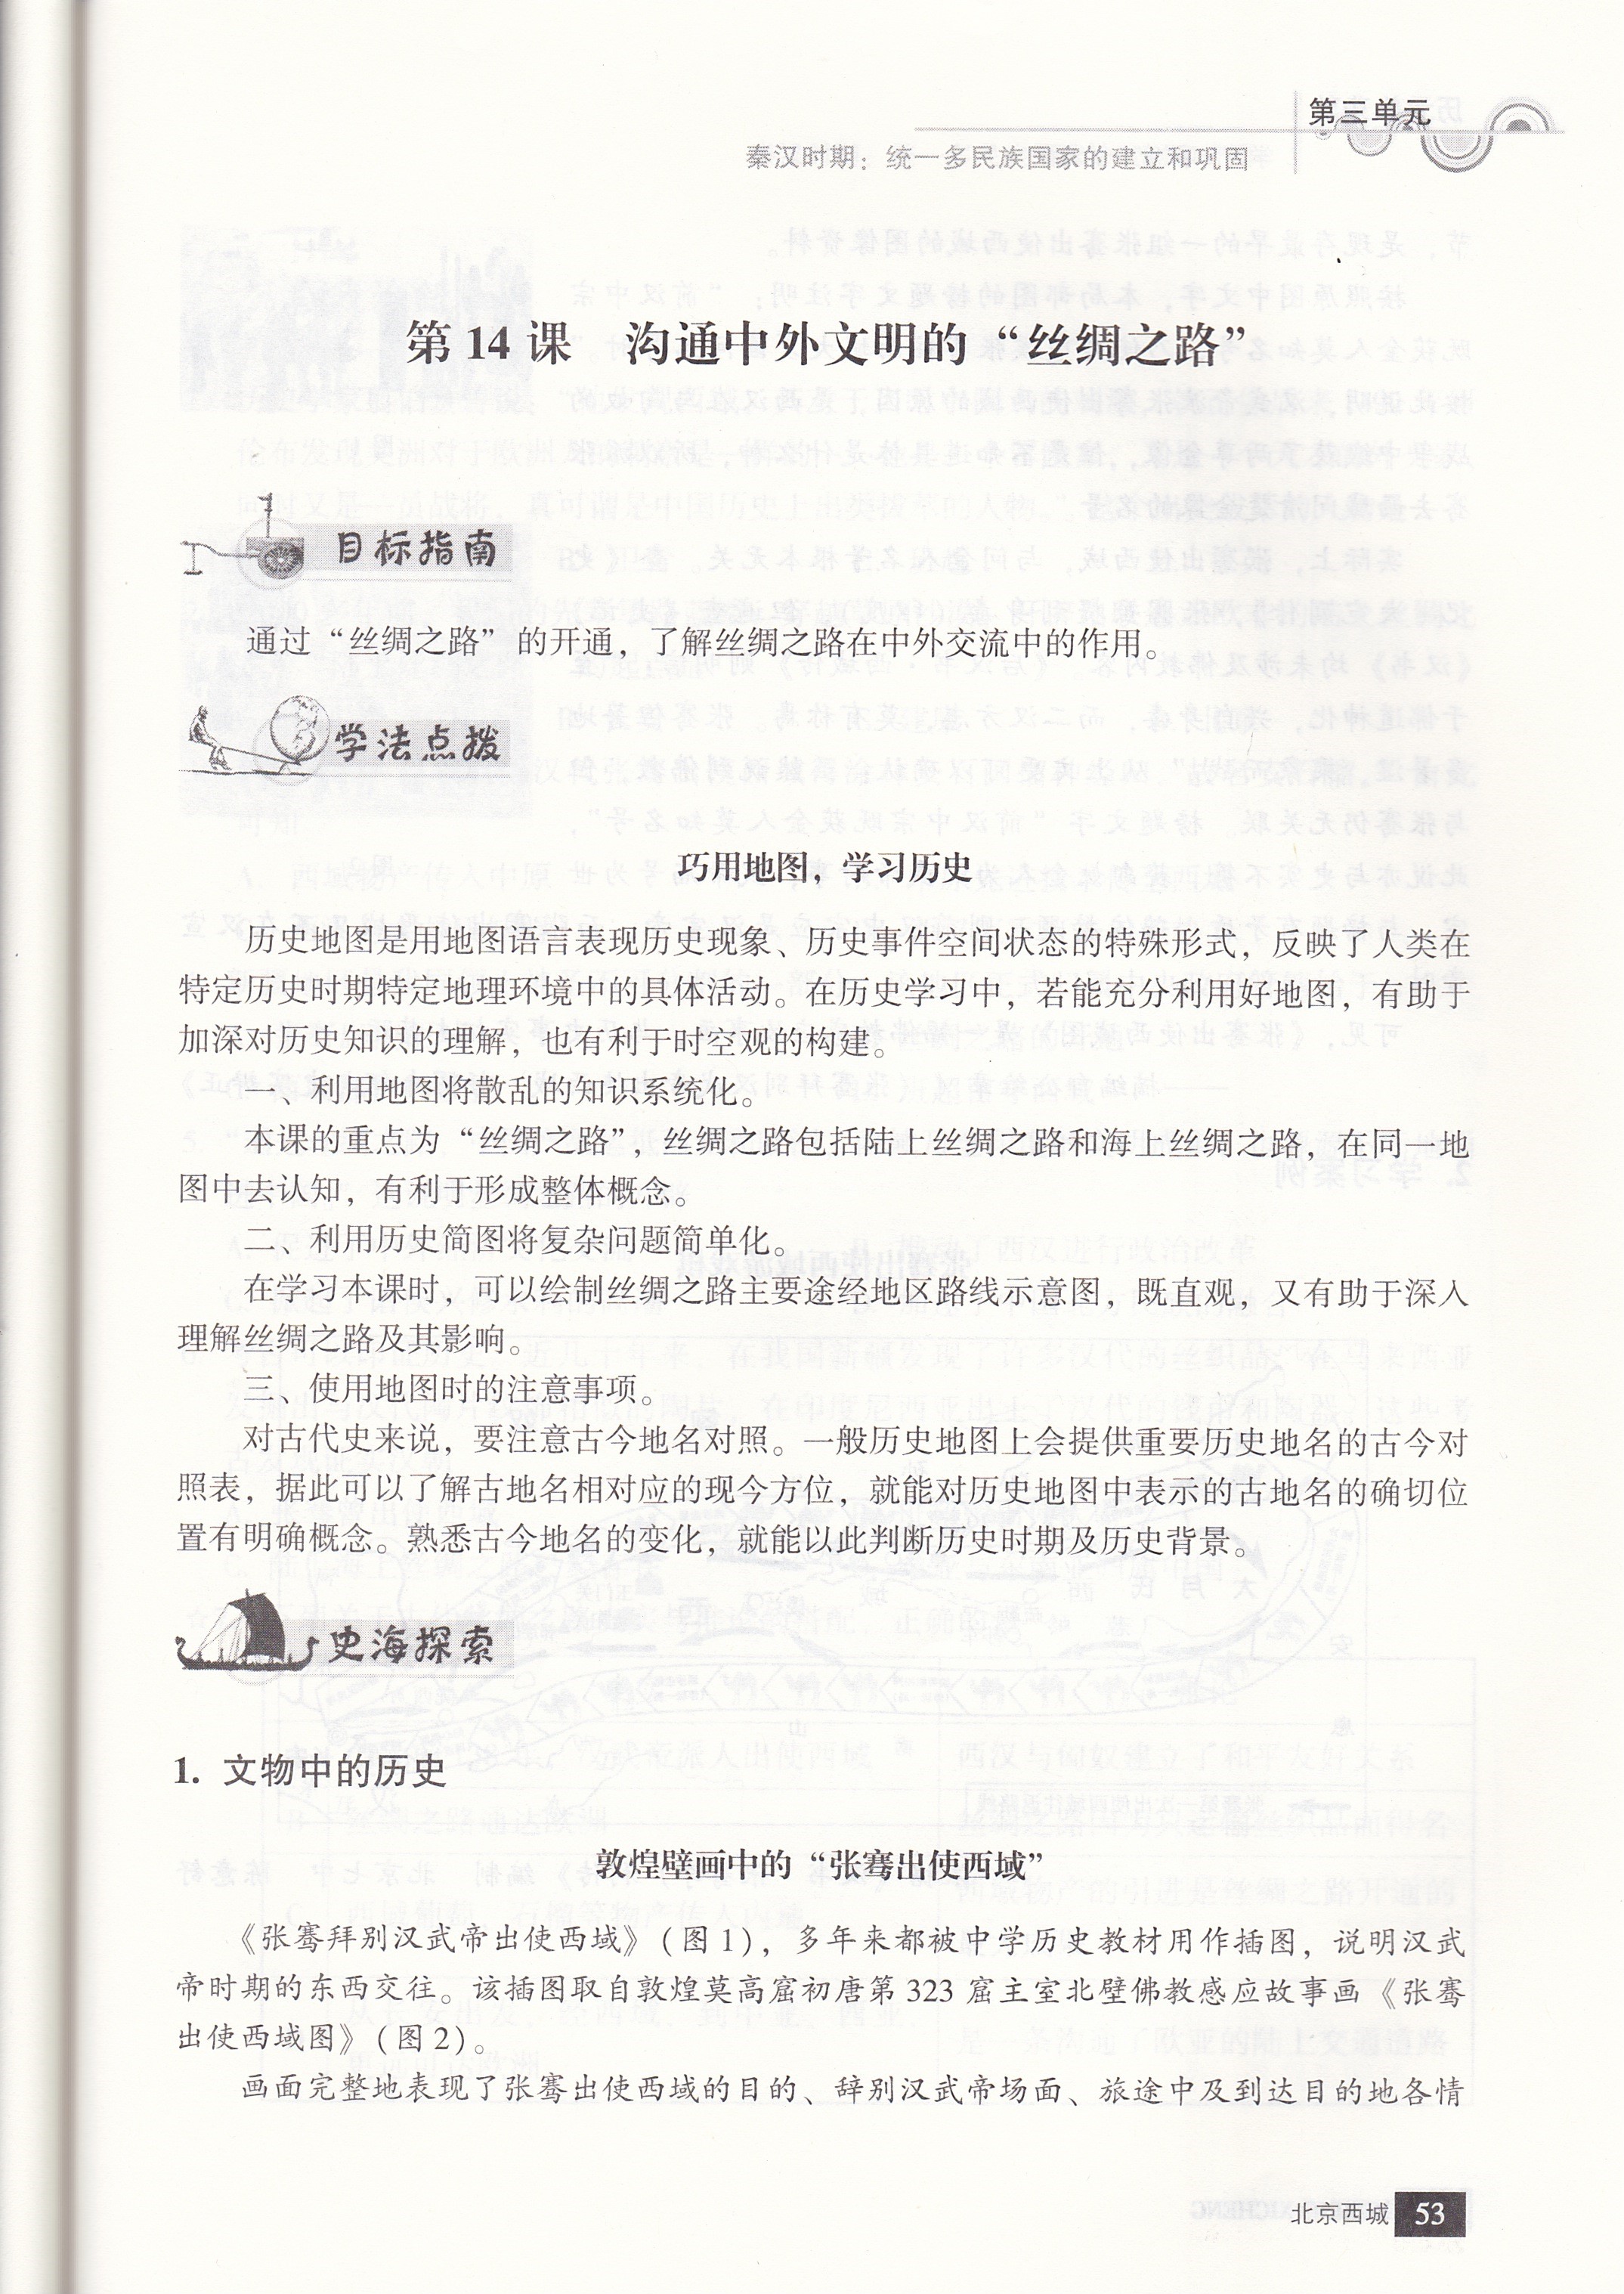 第三单元
秦汉时期：统一多民族国家的建立和巩固
第 14 课　沟通中外文明的“丝绸之路”
目标指南
通过“丝绸之路”的开通，了解丝绸之路在中外交流中的作用。
学法点拨
巧用地图，学习历史
历史地图是用地图语言表现历史现象、历史事件空间状态的特殊形式，反映了人类在
特定历史时期特定地理环境中的具体活动。在历史学习中，若能充分利用好地图，有助于
加深对历史知识的理解，也有利于时空观的构建。
一、利用地图将散乱的知识系统化。
本课的重点为“丝绸之路”，丝绸之路包括陆上丝绸之路和海上丝绸之路，在同一地
图中去认知，有利于形成整体概念。
二、利用历史简图将复杂问题简单化。
在学习本课时，可以绘制丝绸之路主要途经地区路线示意图，既直观，又有助于深入
理解丝绸之路及其影响。
三、使用地图时的注意事项。
对古代史来说，要注意古今地名对照。一般历史地图上会提供重要历史地名的古今对
照表，据此可以了解古地名相对应的现今方位，就能对历史地图中表示的古地名的确切位
置有明确概念。熟悉古今地名的变化，就能以此判断历史时期及历史背景。
史海探索
1. 文物中的历史
敦煌壁画中的“张骞出使西域”
《张骞拜别汉武帝出使西域》（图 1），多年来都被中学历史教材用作插图，说明汉武
帝时期的东西交往。该插图取自敦煌莫高窟初唐第 323 窟主室北壁佛教感应故事画《张骞
出使西域图》（图 2）。
画面完整地表现了张骞出使西域的目的、辞别汉武帝场面、旅途中及到达目的地各情
北京西城 53